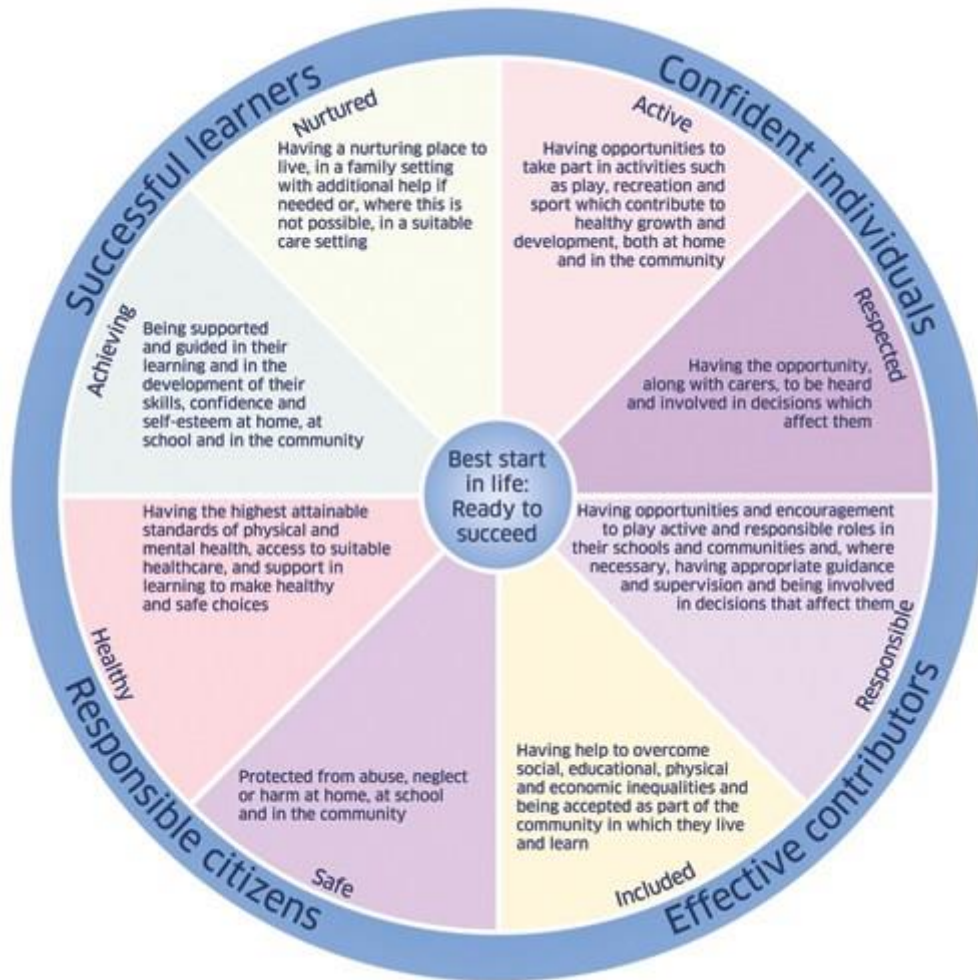 Successful learners
Confident individuals
Nurtured
Having a nurturing place to
live, in a family setting
with additional help if
needed or, where this is
not possible, in a suitable
care setting
Active
Having opportunities to
take part in activities such
as play, recreation and
sport which contribute to
healthy growth and
development, both at home
and in the community
Achieving
Being supported
and guided in their
learning and in the
development of their
skills, confidence and
self-esteem at home, at
school and in the community
Respected
Having the opportunity,
along with carers, to be heard
and involved in decisions which
affect them
Best start
in life:
Ready to
succeed
Healthy
Having the highest attainable
standards of physical and
mental health, access to suitable
healthcare, and support in
learning to make healthy
and safe choices
Having opportunities and encouragement
to play active and responsible roles in
their schools and communities and, where
necessary, having appropriate guidance
and supervision and being involved
in decisions that affect them
Responsible
Protected from abuse, neglect
or harm at home, at school
and in the community
Safe
Having help to overcome
social, educational, physical
and economic inequalities and
being accepted as part of the
community in which they live
and learn
Included
Responsible citizens
Effective contributors